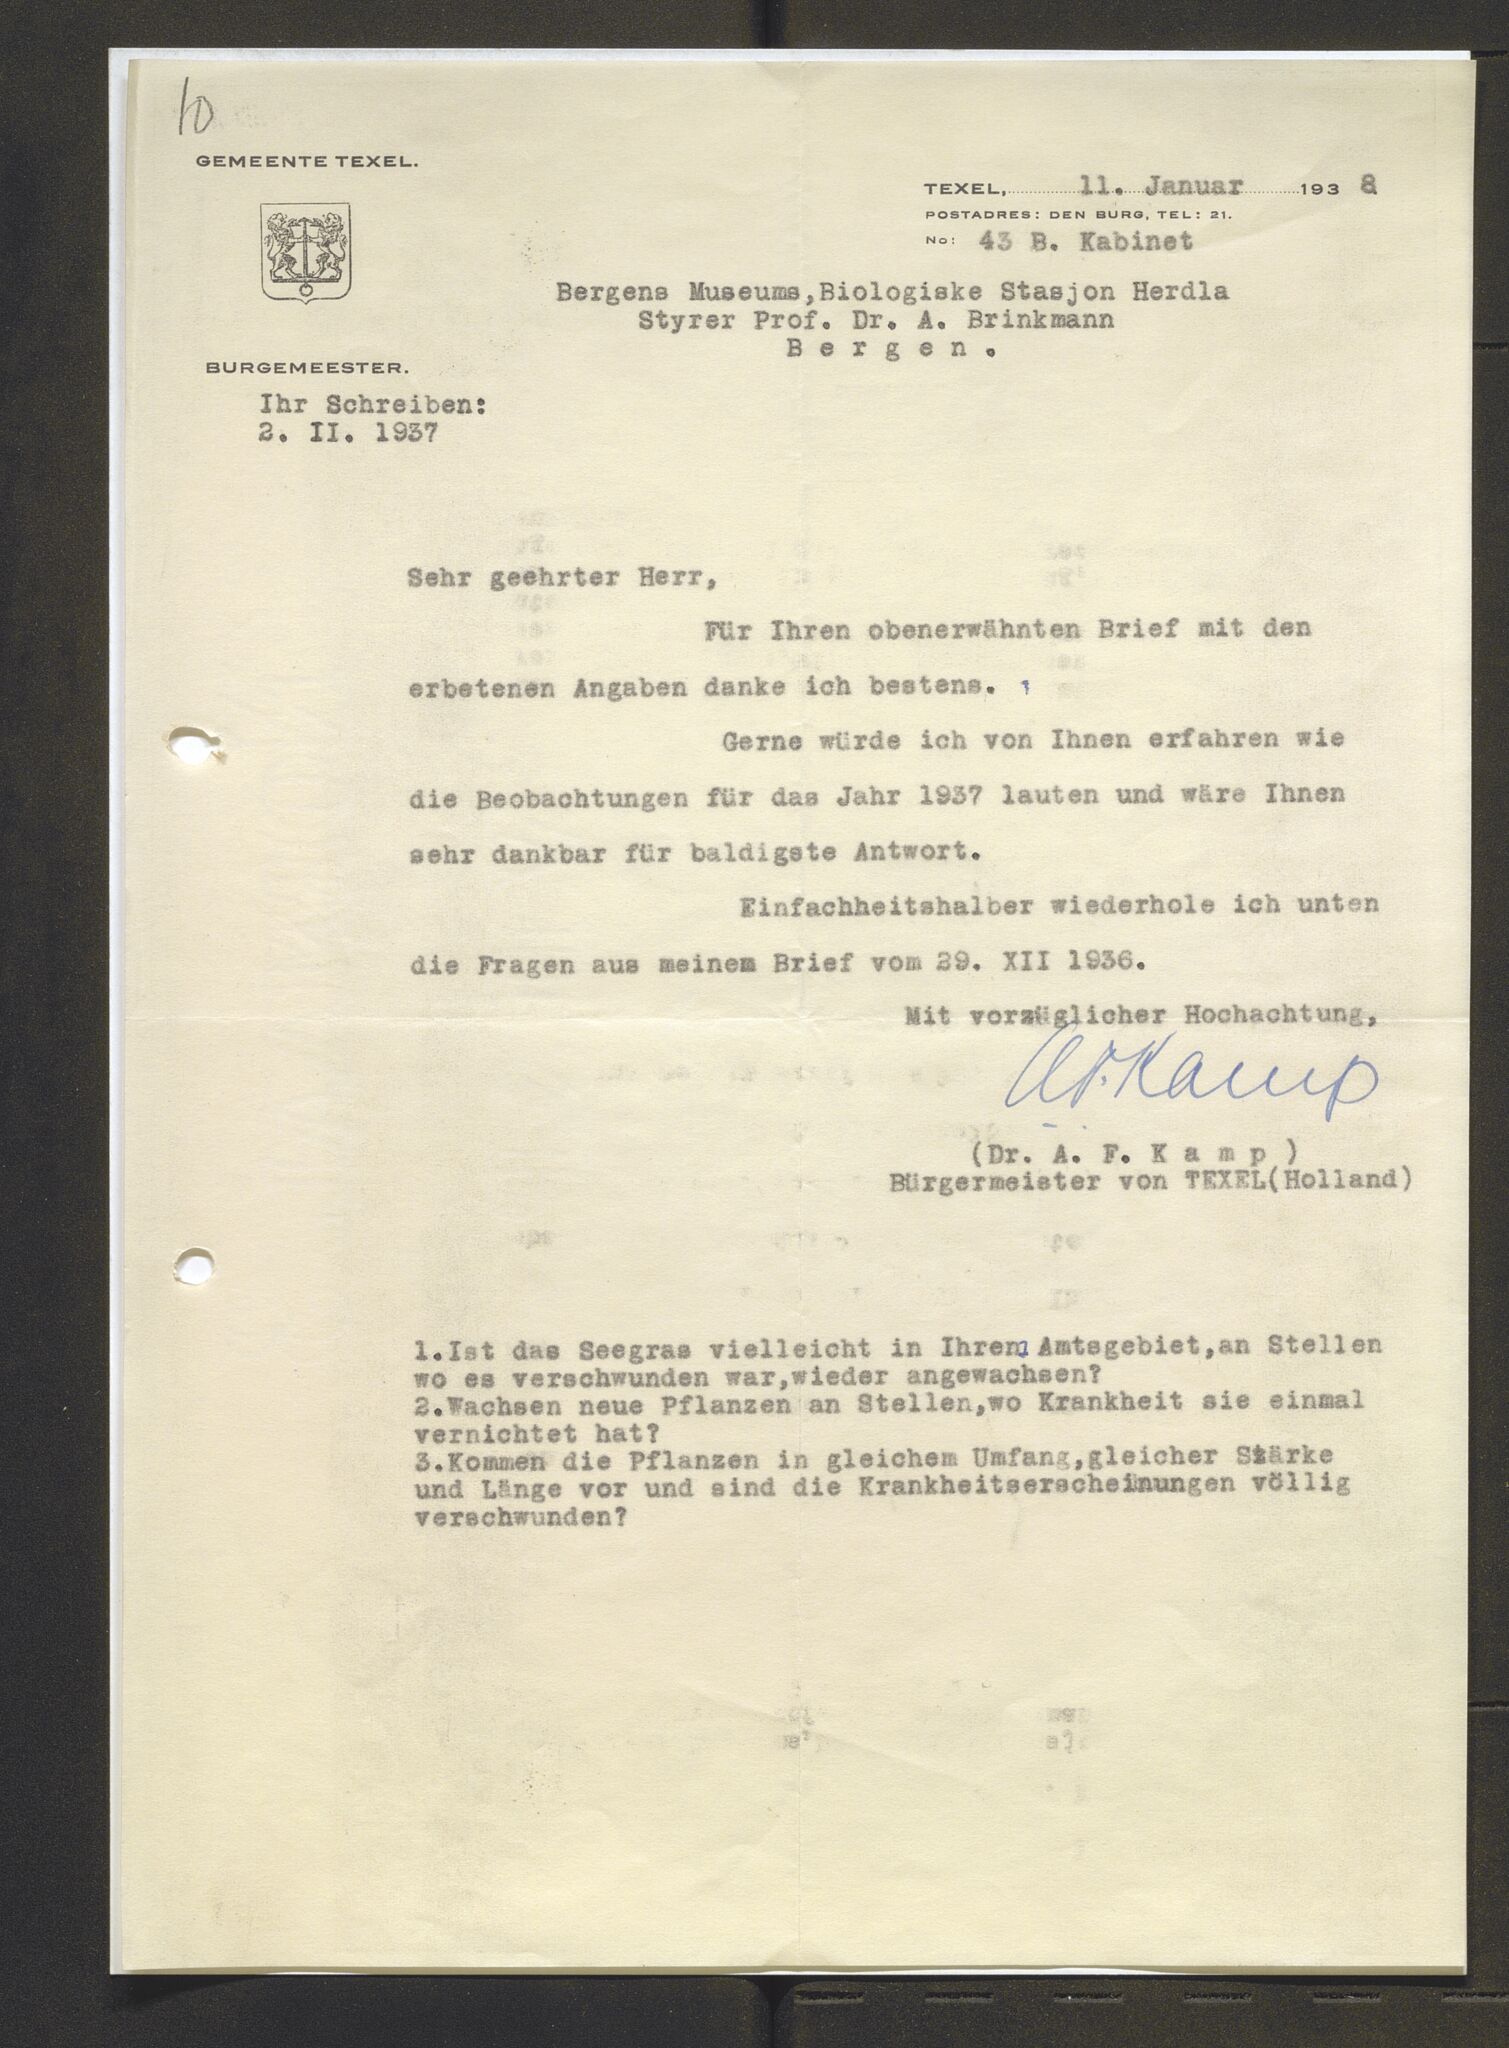 10
GEMEENTE TEXEL.
TEXEL, 11. Januar 1938
POSTADRES: DEN BURG, TEL: 21.
No: 43 B. Kabinet
Bergens Museums,Biologiske Stasjon Herdla
Styrer Prof. Dr. A. Brinkmann
B e r g e n .
BURGEMEESTER.
Ihr Schreiben:
2. II. 1937
Sehr geehrter Herr,
Für Ihren obenerwähnten Brief mit den
erbetenen Angaben danke ich bestens.
Gerne würde ich von Ihnen erfahren wie
die Beobachtungen für das Jahr 1937 lauten und wäre Ihnen
sehr dankbar für baldigste Antwort.
Einfachheitshalber wiederhole ich unten
die Fragen aus meinem Brief vom 29. XII 1936.
Mit vorzüglicher Hochachtung,
A.F. Kamp
(Dr. A. F. K a m p )
Bürgermeister von TEXEL(Holland)
1.Ist das Seegras vielleicht in Ihrem Amtsgebiet,an Stellen
wo es verschwunden war,wieder angewachsen?
2.Wachsen neue Pflanzen an Stellen,wo Krankheit sie einmal
vernichtet hat?
3.Kommen die Pflanzen in gleichem Umfang,gleicher Stärke
und Länge vor und sind die Krankheitserscheinungen völlig
verschwunden?